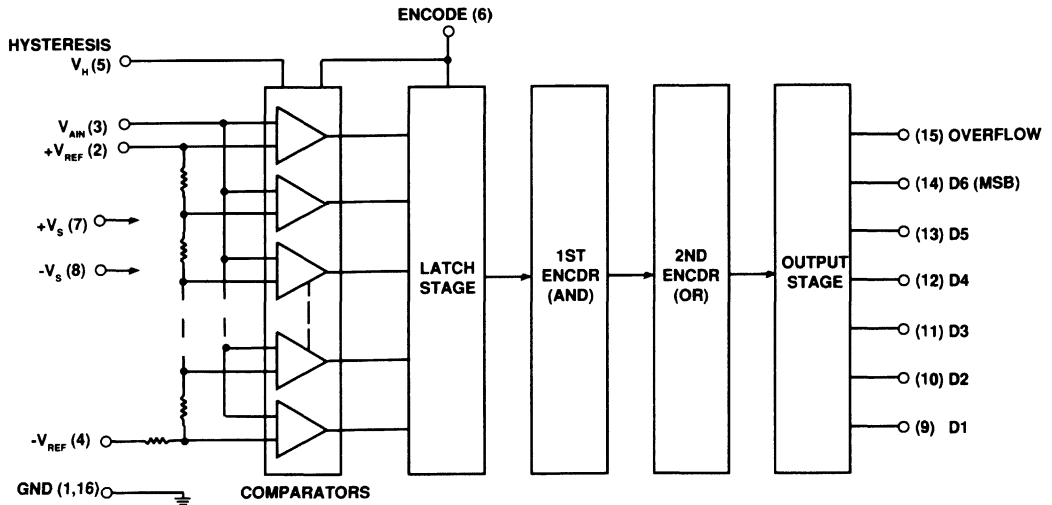 ENCODE (6)
HYSTERESIS
V_H (5)
V_AIN (3)
+V_REF (2)
+V_S (7)
-V_S (8)
-V_REF (4)
GND (1,16)
COMPARATORS
LATCH
STAGE
1ST
ENCDR
(AND)
2ND
ENCDR
(OR)
OUTPUT
STAGE
(15) OVERFLOW
(14) D6 (MSB)
(13) D5
(12) D4
(11) D3
(10) D2
(9) D1